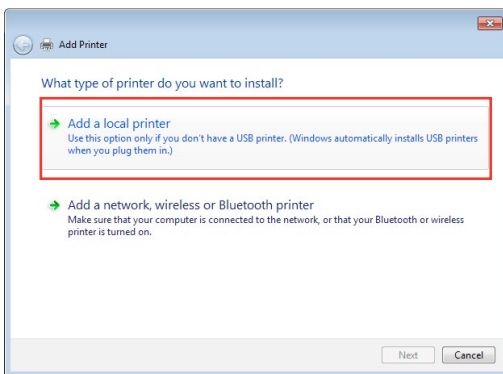 Add Printer
What type of printer do you want to install?
Add a local printer
Use this option only if you don't have a USB printer. (Windows automatically installs USB printers
when you plug them in.)
Add a network, wireless or Bluetooth printer
Make sure that your computer is connected to the network, or that your Bluetooth or wireless
printer is turned on.
Next Cancel